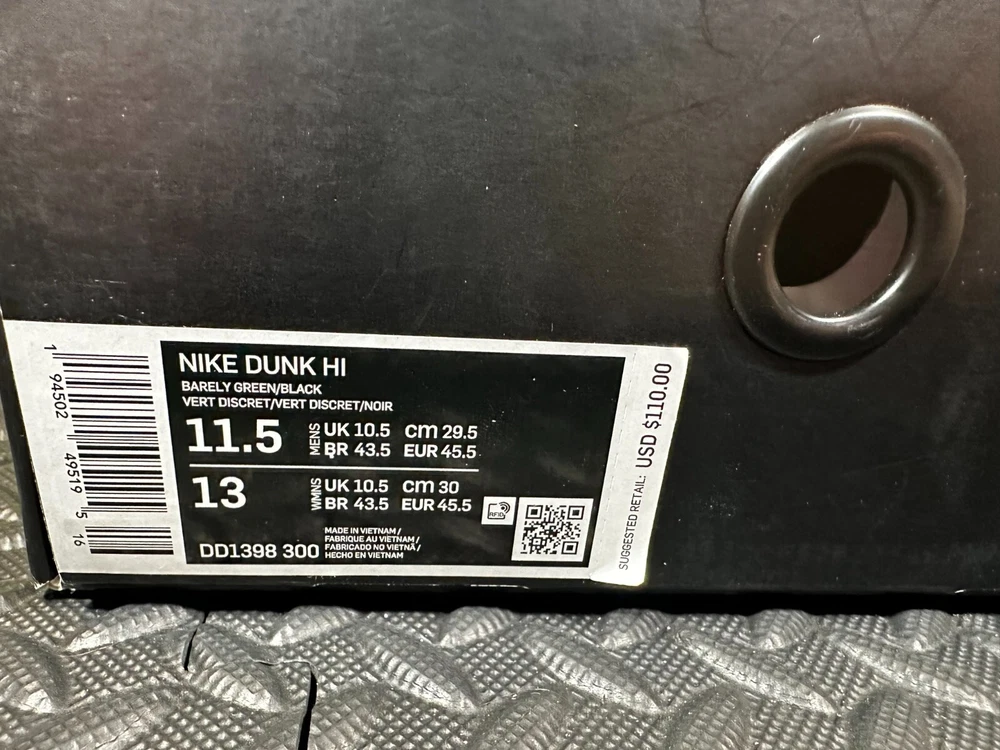 NIKE DUNK HI
BARELY GREEN/BLACK
VERT DISCRET/VERT DISCRET/NOIR
11.5 MENS UK 10.5 cm 29.5
BR 43.5 EUR 45.5
13 WMNS UK 10.5 cm 30
BR 43.5 EUR 45.5
RFID
DD1398 300
MADE IN VIETNAM /
FABRIQUE AU VIETNAM /
FABRICADO NO VIETNÃ /
HECHO EN VIETNAM
1 94502 49519 5 16
SUGGESTED RETAIL: USD $110.00